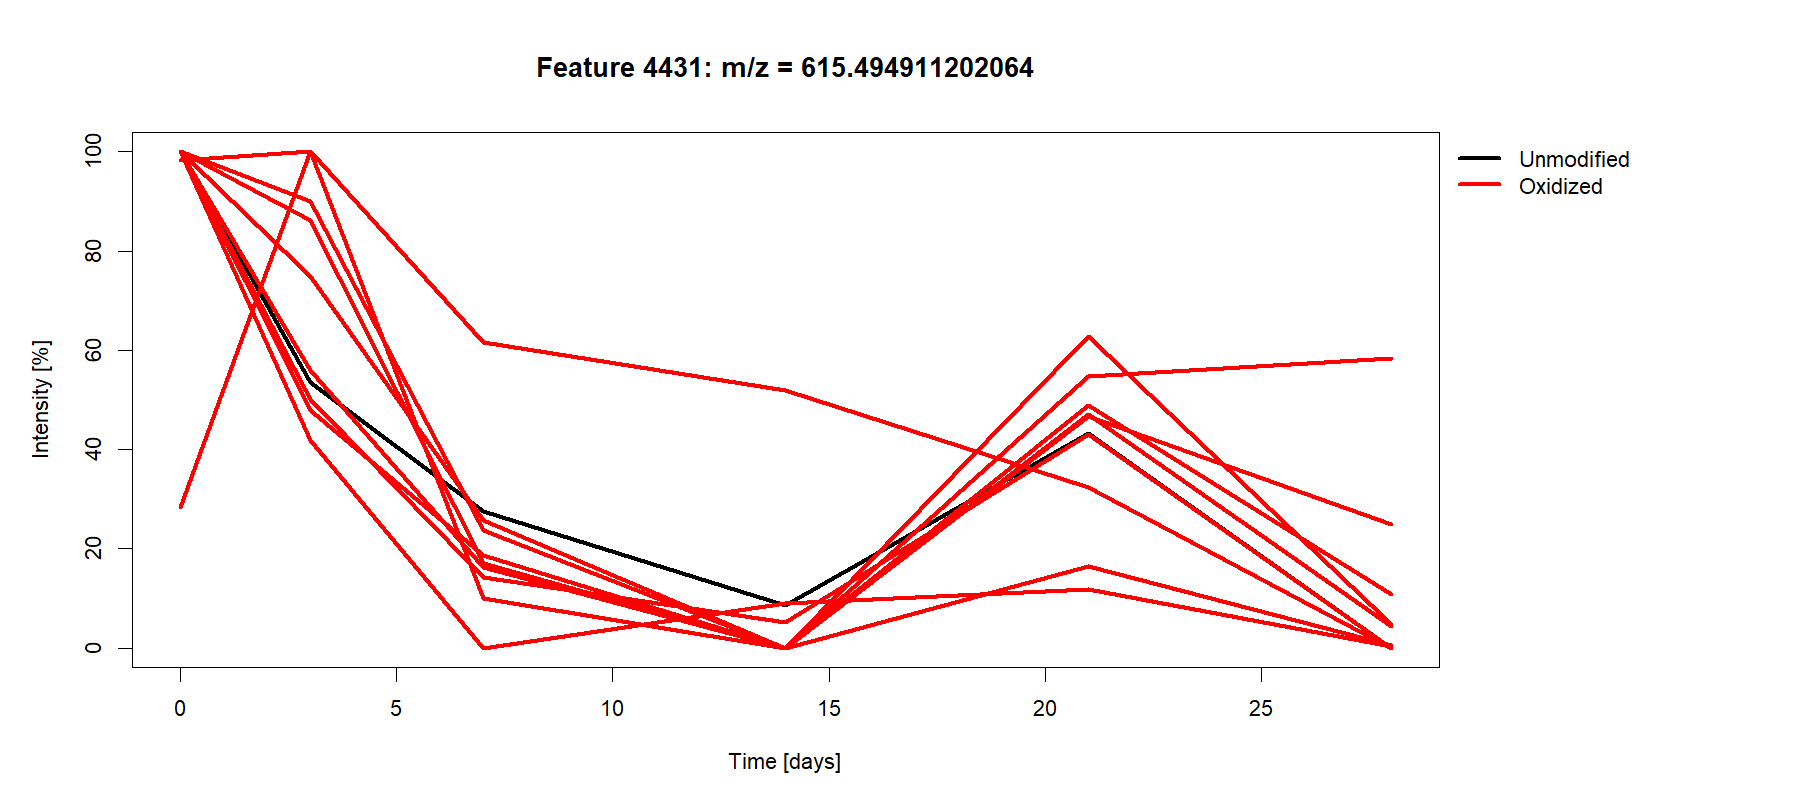 Feature 4431: m/z = 615.494911202064
Unmodified
Oxidized
Intensity [%]
100
80
60
40
20
0
0 5 10 15 20 25
Time [days]